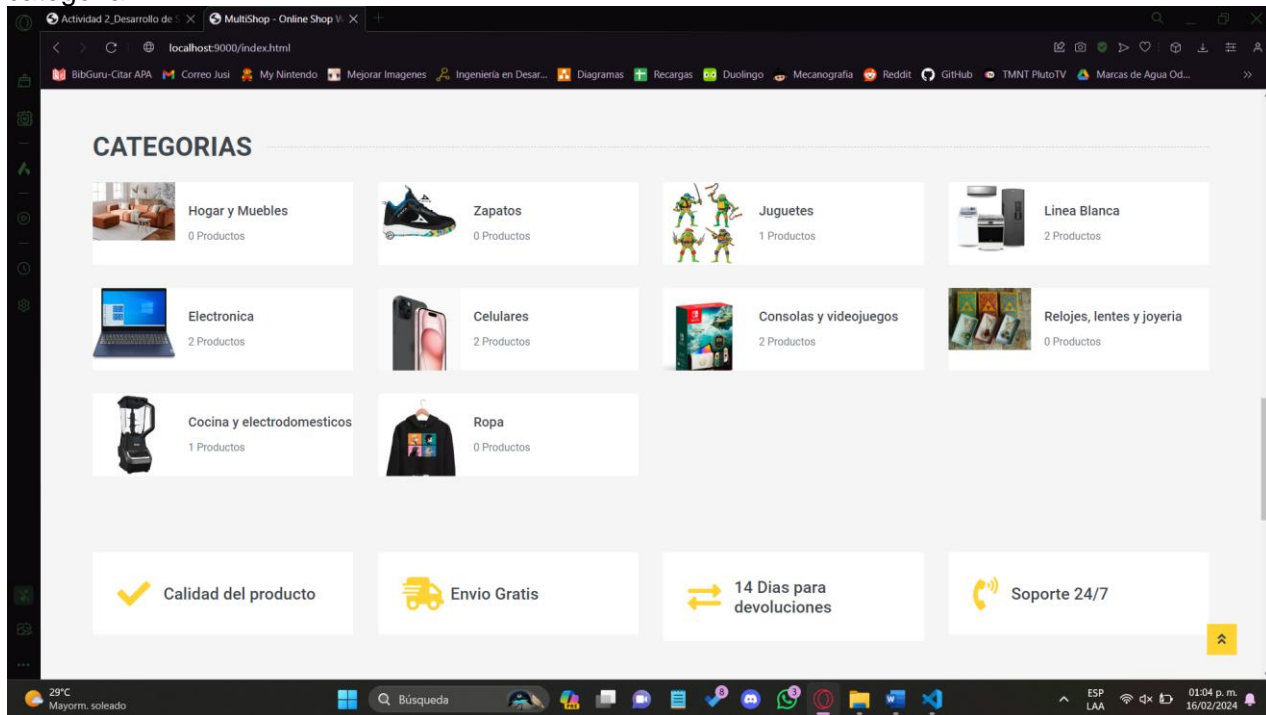 categoria
Actividad 2_Desarrollo de S
MultiShop - Online Shop W
localhost:9000/index.html
BibGuru-Citar APA
Correo Jusi
My Nintendo
Mejorar Imagenes
Ingeniería en Desar...
Diagramas
Recargas
Duolingo
Mecanografia
Reddit
GitHub
TMNT PlutoTV
Marcas de Agua Od...
CATEGORIAS
Hogar y Muebles
0 Productos
Zapatos
0 Productos
Juguetes
1 Productos
Linea Blanca
2 Productos
Electronica
2 Productos
Celulares
2 Productos
Consolas y videojuegos
2 Productos
Relojes, lentes y joyeria
0 Productos
Cocina y electrodomesticos
1 Productos
Ropa
0 Productos
Calidad del producto
Envio Gratis
14 Dias para
devoluciones
Soporte 24/7
29°C
Mayorm. soleado
Búsqueda
8
3
ESP
LAA
01:04 p. m.
16/02/2024